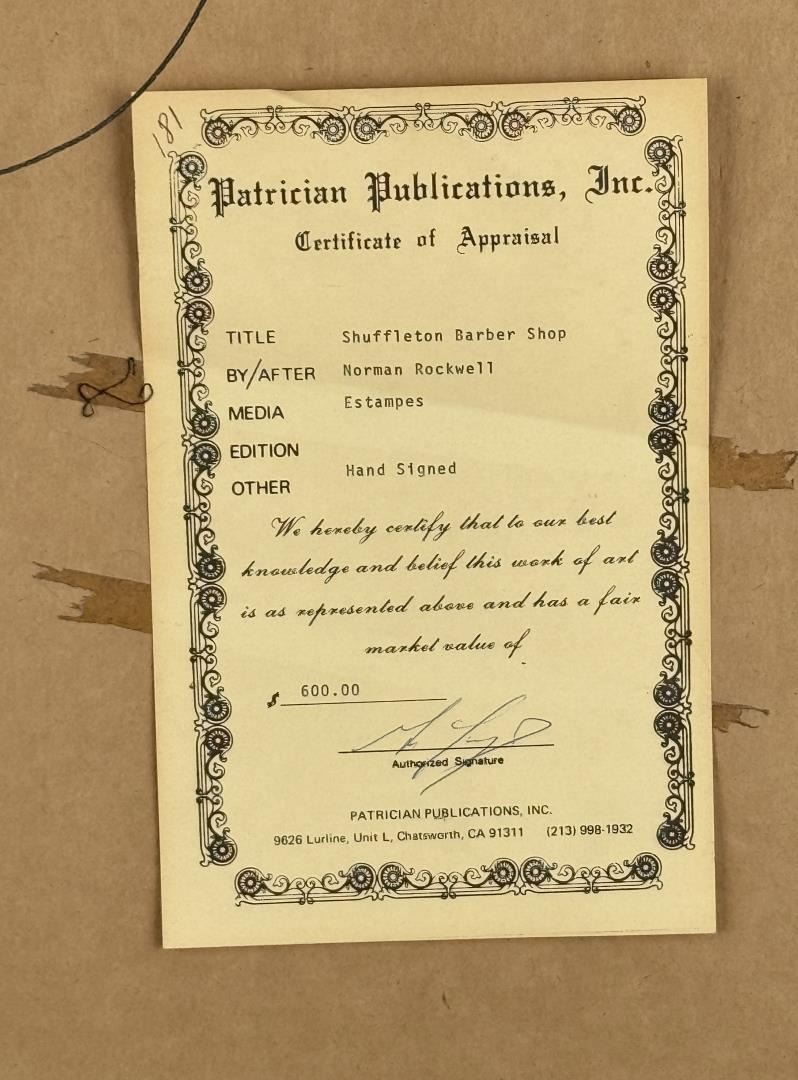 181
Patrician Publications, Inc.
Certificate of Appraisal
TITLE Shuffleton Barber Shop
BY/AFTER Norman Rockwell
MEDIA Estampes
EDITION
OTHER Hand Signed
We hereby certify that to our best
knowledge and belief this work of art
is as represented above and has a fair
market value of
$ 600.00
Authorized Signature
PATRICIAN PUBLICATIONS, INC.
9626 Lurline, Unit L, Chatsworth, CA 91311 (213) 998-1932